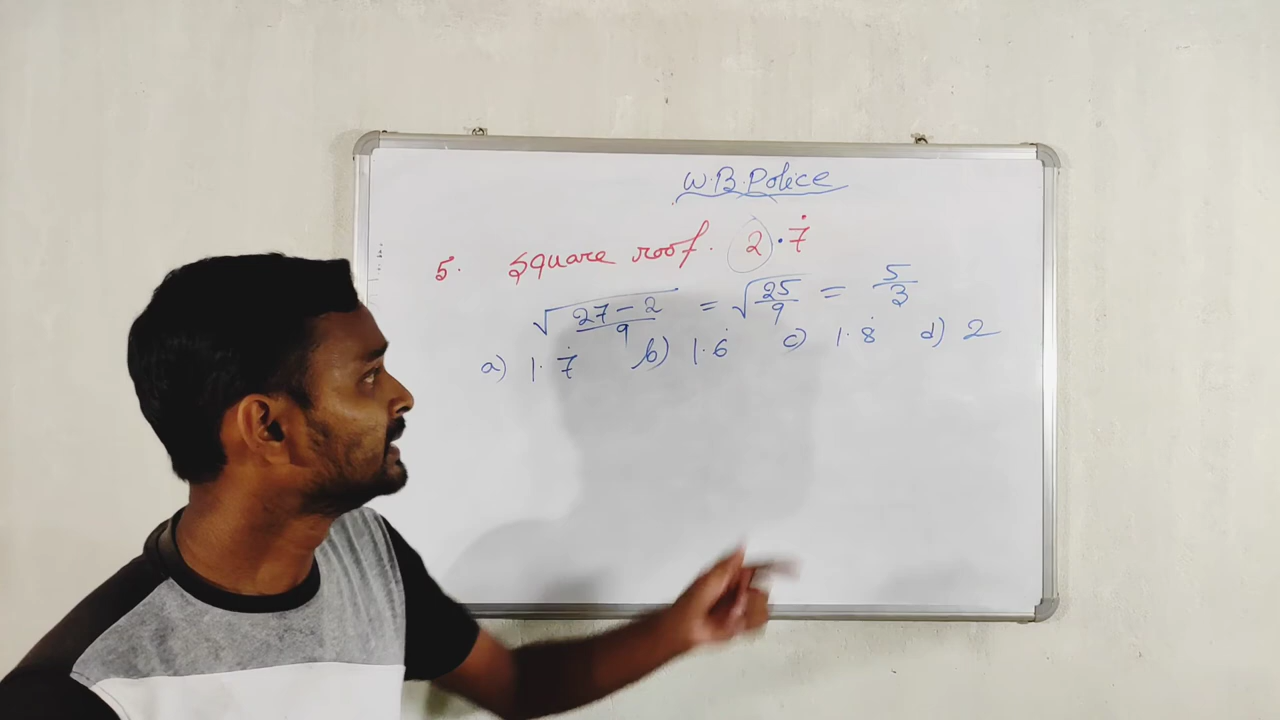 W.B.Police
5. Square root. 2.7̇
√(27-2)/9 = √25/9 = 5/3
a) 1.7̇ b) 1.6̇ c) 1.8̇ d) 2